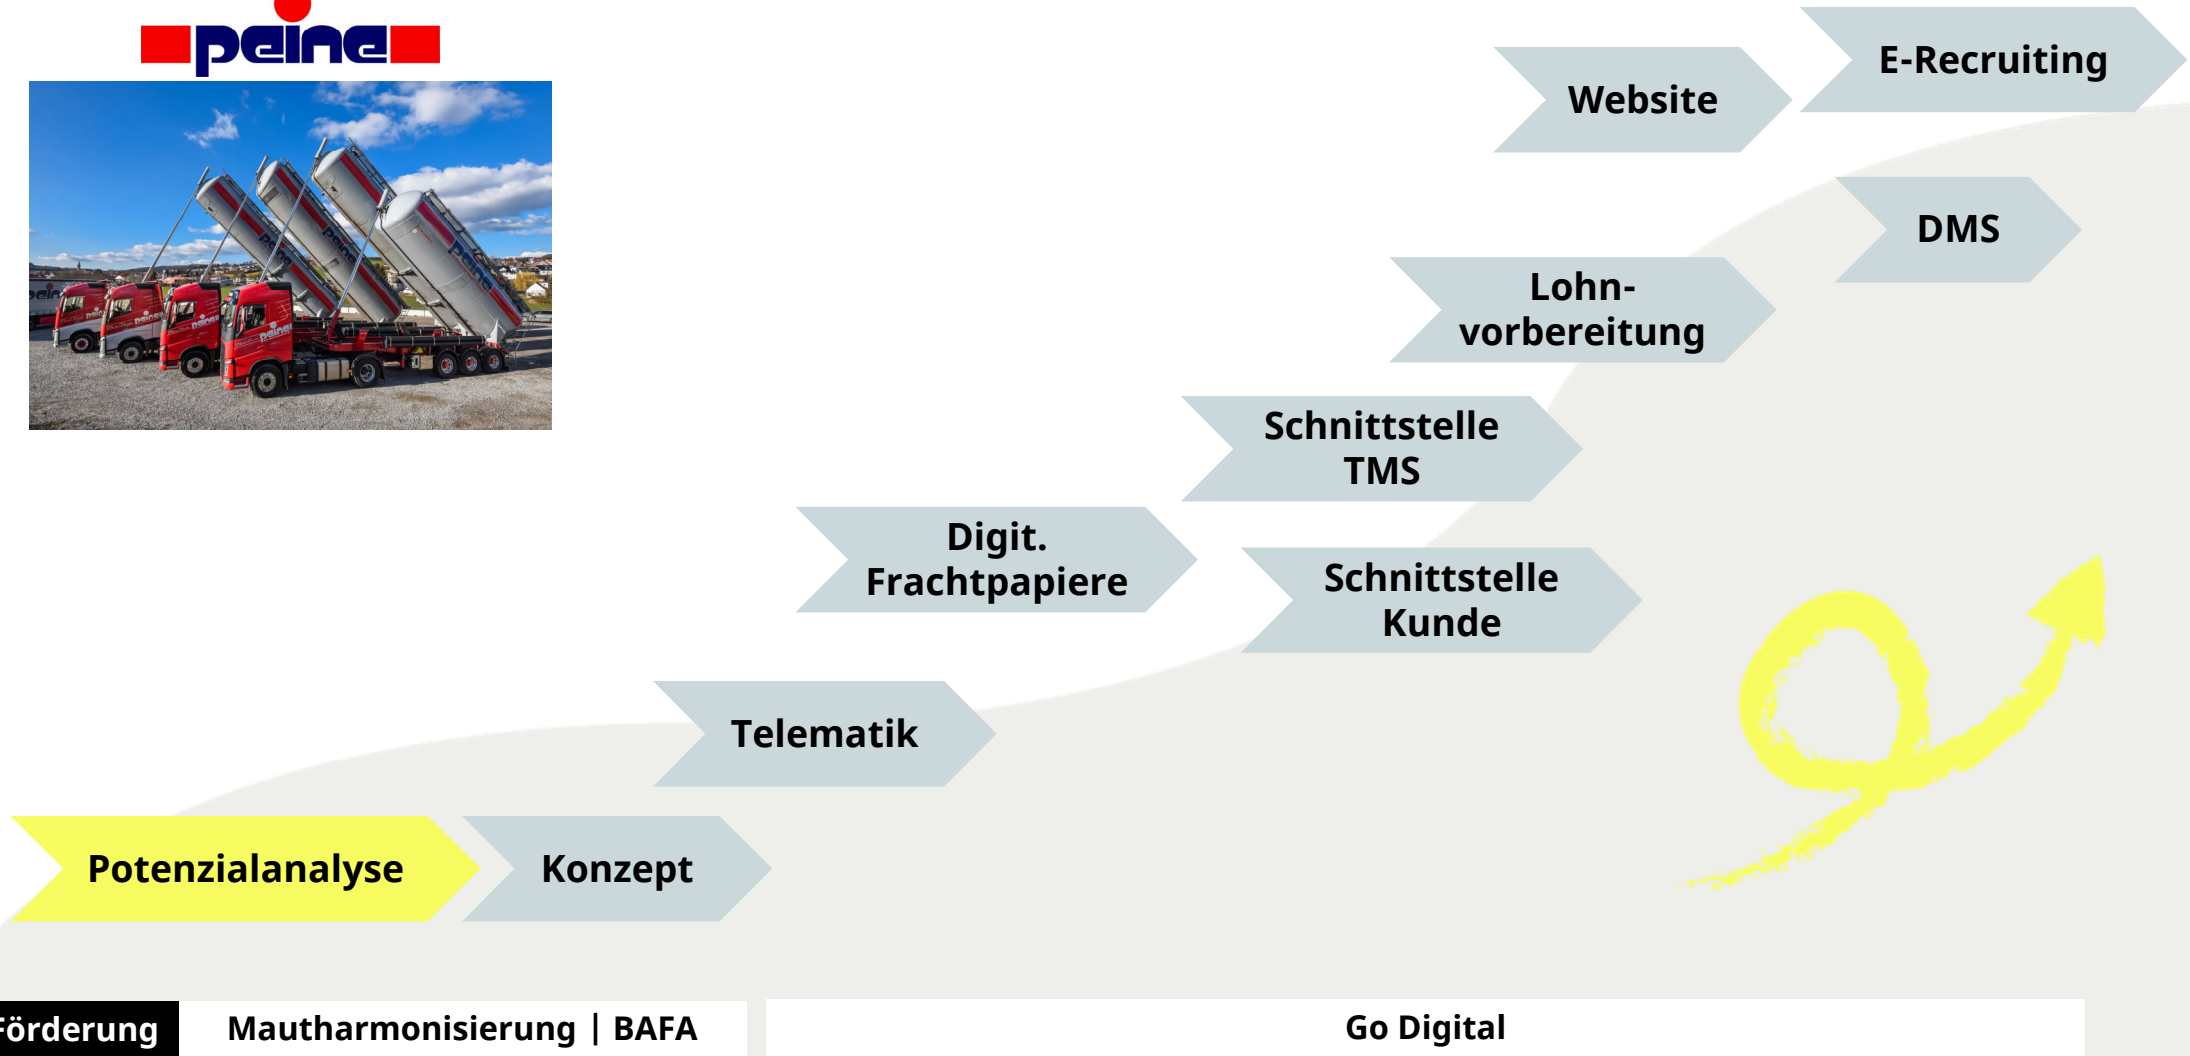 peine
E-Recruiting
Website
DMS
Lohn-
vorbereitung
Schnittstelle
TMS
Digit.
Frachtpapiere
Schnittstelle
Kunde
Telematik
Potenzialanalyse
Konzept
Förderung
Mautharmonisierung | BAFA
Go Digital